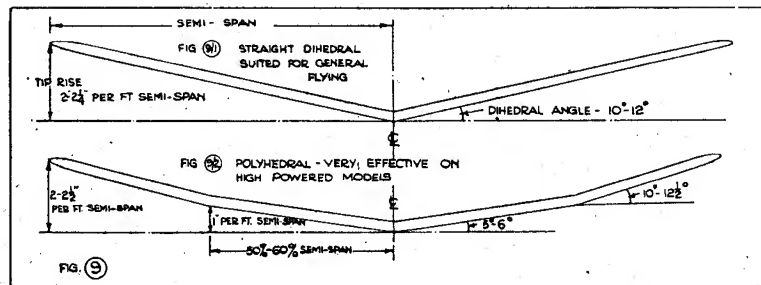 SEMI - SPAN
FIG 9/1 STRAIGHT DIHEDRAL
SUITED FOR GENERAL
FLYING
TIP RISE
2-2¼" PER FT SEMI-SPAN
DIHEDRAL ANGLE - 10°-12°
℄
FIG 9/2 POLYHEDRAL - VERY EFFECTIVE ON
HIGH POWERED MODELS
2-2½"
PER FT. SEMI-SPAN
℄
10°-12½°
1" PER FT. SEMI-SPAN
5°-6°
50%-60% SEMI-SPAN
FIG. 9